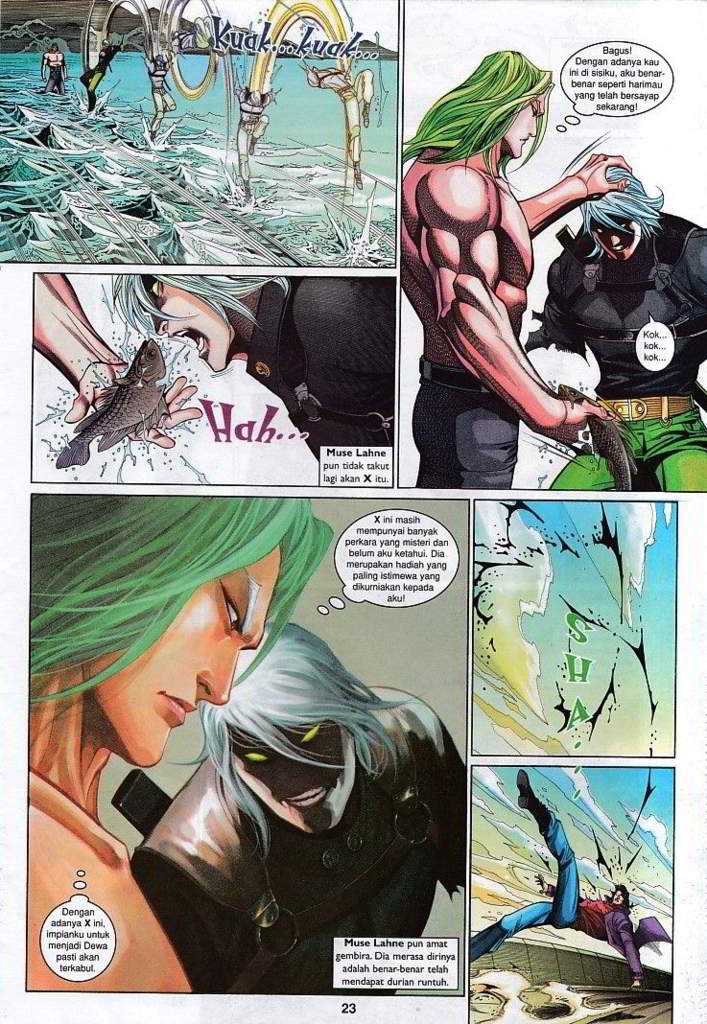 Kuak...kuak...
Bagus!
Dengan adanya kau
ini di sisiku, aku benar-
benar seperti harimau
yang telah bersayap
sekarang!
Kok...
kok...
kok...
Hah...
Muse Lahne
pun tidak takut
lagi akan X itu.
X ini masih
mempunyai banyak
perkara yang misteri dan
belum aku ketahui. Dia
merupakan hadiah yang
paling istimewa yang
dikurniakan kepada
aku!
Dengan
adanya X ini,
impianku untuk
menjadi Dewa
pasti akan
terkabul.
Muse Lahne pun amat
gembira. Dia merasa dirinya
adalah benar-benar telah
mendapat durian runtuh.
SHA
23